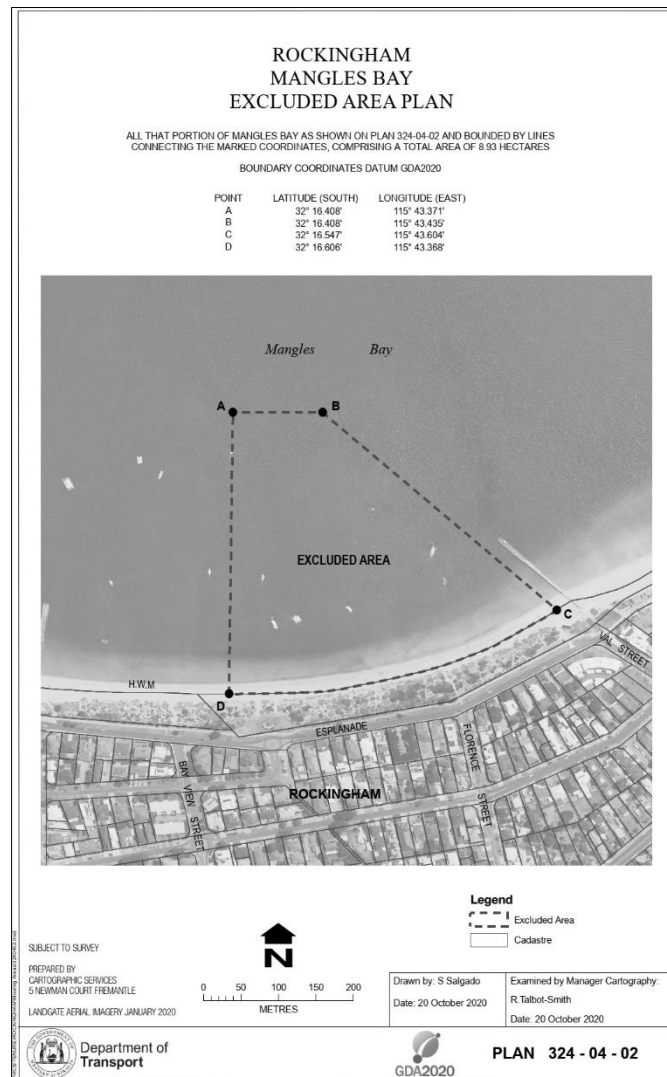 ROCKINGHAM
MANGLES BAY
EXCLUDED AREA PLAN
ALL THAT PORTION OF MANGLES BAY AS SHOWN ON PLAN 324-04-02 AND BOUNDED BY LINES
CONNECTING THE MARKED COORDINATES, COMPRISING A TOTAL AREA OF 8.93 HECTARES
BOUNDARY COORDINATES DATUM GDA2020
POINT LATITUDE (SOUTH) LONGITUDE (EAST)
A 32° 16.408' 115° 43.371'
B 32° 16.408' 115° 43.435'
C 32° 16.547' 115° 43.604'
D 32° 16.606' 115° 43.368'
Mangles Bay
A
B
EXCLUDED AREA
C
VAL STREET
H.W.M
D
ESPLANADE
FLORENCE STREET
BAY VIEW STREET
ROCKINGHAM
Legend
Excluded Area
Cadastre
N
SUBJECT TO SURVEY
PREPARED BY
CARTOGRAPHIC SERVICES
5 NEWMAN COURT FREMANTLE
LANDGATE AERIAL IMAGERY JANUARY 2020
0 50 100 150 200
METRES
Drawn by: S Salgado
Date: 20 October 2020
Examined by Manager Cartography:
R.Talbot-Smith
Date: 20 October 2020
Department of
Transport
GDA2020
PLAN 324 - 04 - 02